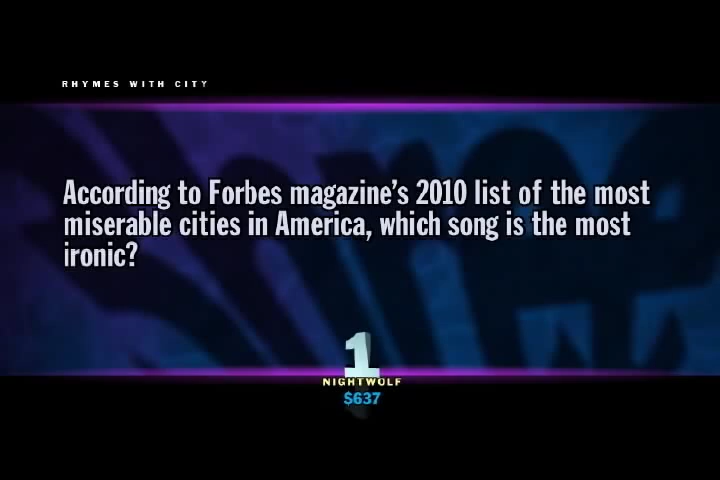 RHYMES WITH CITY
According to Forbes magazine's 2010 list of the most
miserable cities in America, which song is the most
ironic?
1
NIGHTWOLF
$637